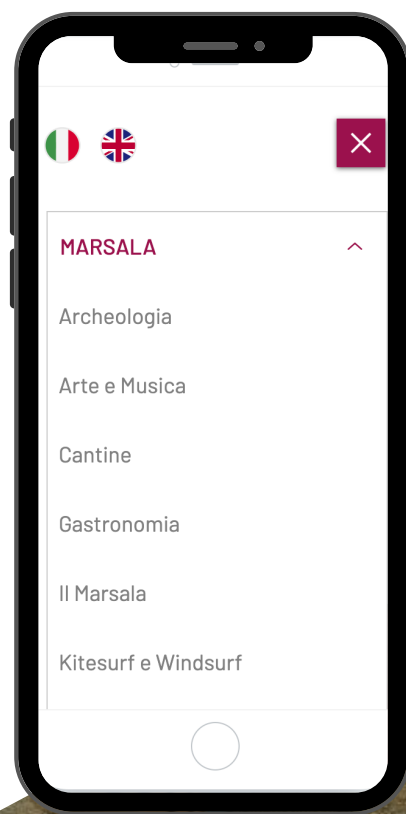 MARSALA
Archeologia
Arte e Musica
Cantine
Gastronomia
Il Marsala
Kitesurf e Windsurf